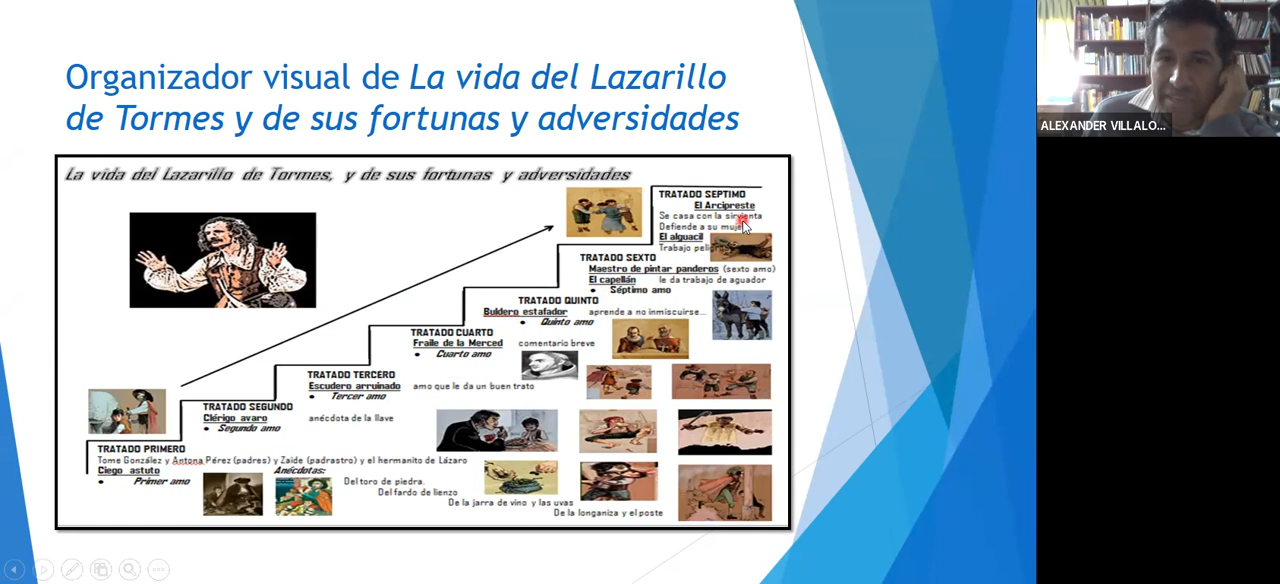 Organizador visual de La vida del Lazarillo
de Tormes y de sus fortunas y adversidades
ALEXANDER VILLALO...
La vida del Lazarillo de Tormes, y de sus fortunas y adversidades
TRATADO SEPTIMO
El Arcipreste
Se casa con la sirvienta
Defiende a su muje
El alguacil
Trabajo pelig
TRATADO SEXTO
Maestro de pintar panderos (sexto amo)
El capellán le da trabajo de aguador
• Séptimo amo
TRATADO QUINTO
Buldero estafador aprende a no inmiscuirse...
• Quinto amo
TRATADO CUARTO
Fraile de la Merced comentario breve
• Cuarto amo
TRATADO TERCERO
Escudero arruinado amo que le da un buen trato
• Tercer amo
TRATADO SEGUNDO
Clérigo avaro anécdota de la llave
• Segundo amo
TRATADO PRIMERO
Tome González y Antona Pérez (padres) y Zaide (padrastro) y el hermanito de Lázaro
Ciego astuto Anécdotas:
• Primer amo Del toro de piedra.
Del fardo de lienzo
De la jarra de vino y las uvas
De la longaniza y el poste